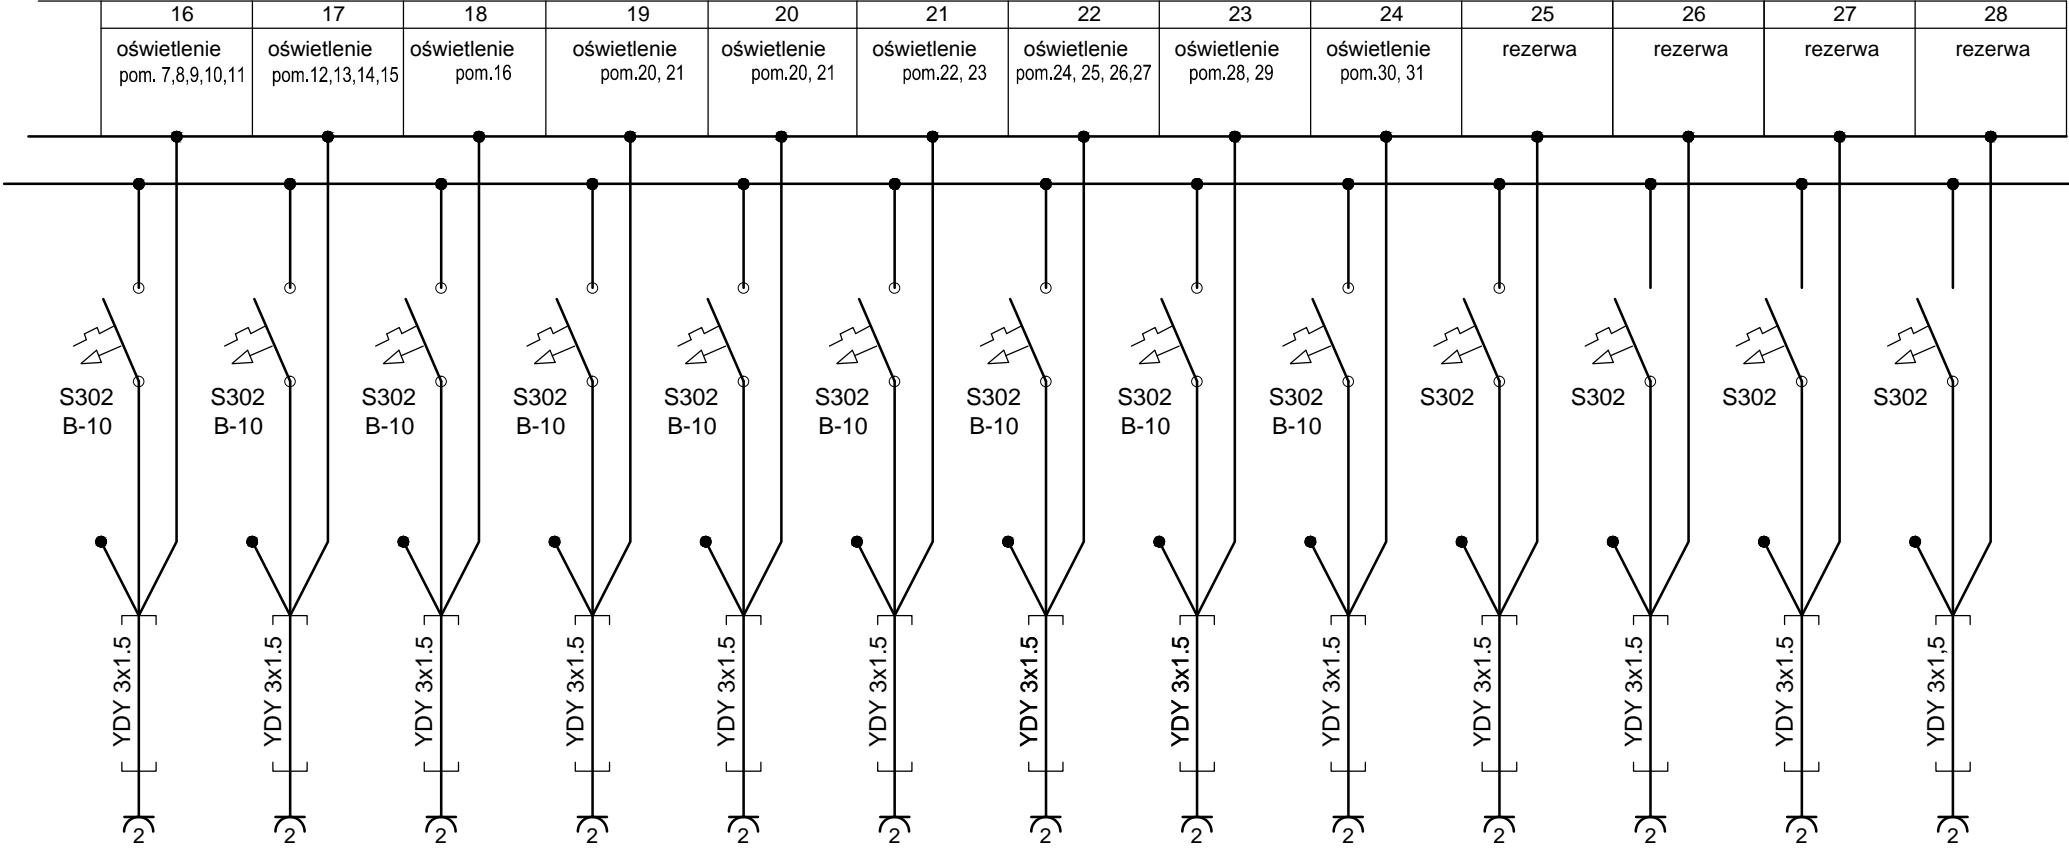 16 17 18 19 20 21 22 23 24 25 26 27 28
oświetlenie oświetlenie oświetlenie oświetlenie oświetlenie oświetlenie oświetlenie oświetlenie oświetlenie rezerwa rezerwa rezerwa rezerwa
pom. 7,8,9,10,11 pom.12,13,14,15 pom.16 pom.20, 21 pom.20, 21 pom.22, 23 pom.24, 25, 26,27 pom.28, 29 pom.30, 31
S302 S302 S302 S302 S302 S302 S302 S302 S302 S302 S302 S302 S302
B-10 B-10 B-10 B-10 B-10 B-10 B-10 B-10 B-10
YDY 3x1.5 YDY 3x1.5 YDY 3x1.5 YDY 3x1.5 YDY 3x1.5 YDY 3x1.5 YDY 3x1.5 YDY 3x1.5 YDY 3x1.5 YDY 3x1.5 YDY 3x1.5 YDY 3x1.5 YDY 3x1,5
2 2 2 2 2 2 2 2 2 2 2 2 2